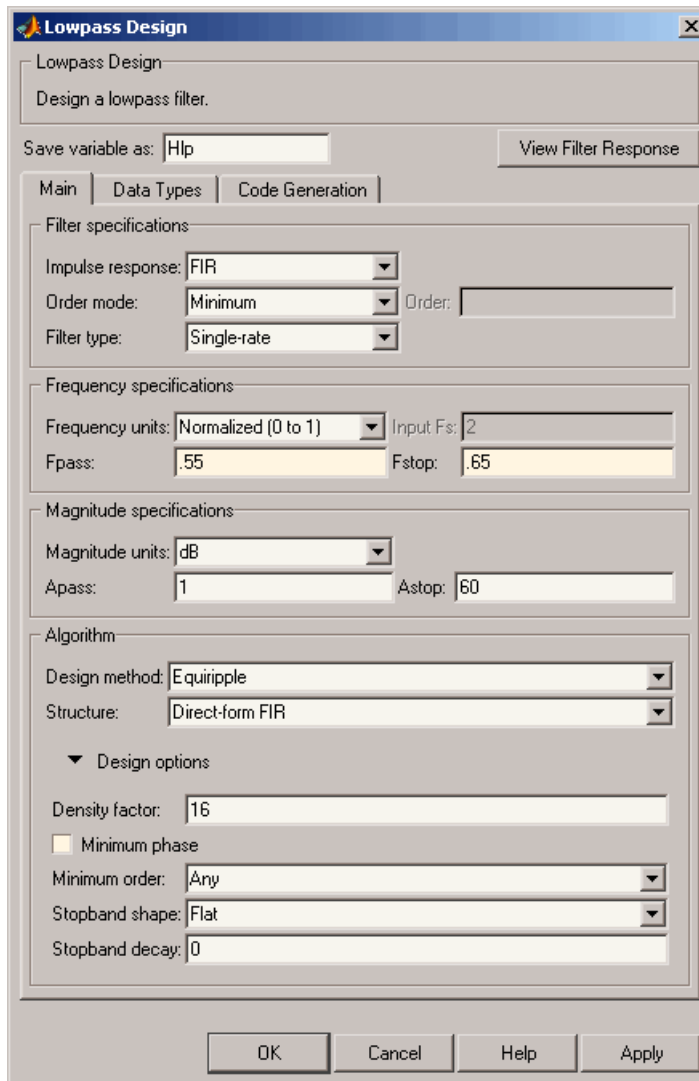 Lowpass Design
Lowpass Design
Design a lowpass filter.
Save variable as: Hlp View Filter Response
Main Data Types Code Generation
Filter specifications
Impulse response: FIR
Order mode: Minimum Order:
Filter type: Single-rate
Frequency specifications
Frequency units: Normalized (0 to 1) Input Fs: 2
Fpass: .55 Fstop: .65
Magnitude specifications
Magnitude units: dB
Apass: 1 Astop: 60
Algorithm
Design method: Equiripple
Structure: Direct-form FIR
Design options
Density factor: 16
Minimum phase
Minimum order: Any
Stopband shape: Flat
Stopband decay: 0
OK Cancel Help Apply